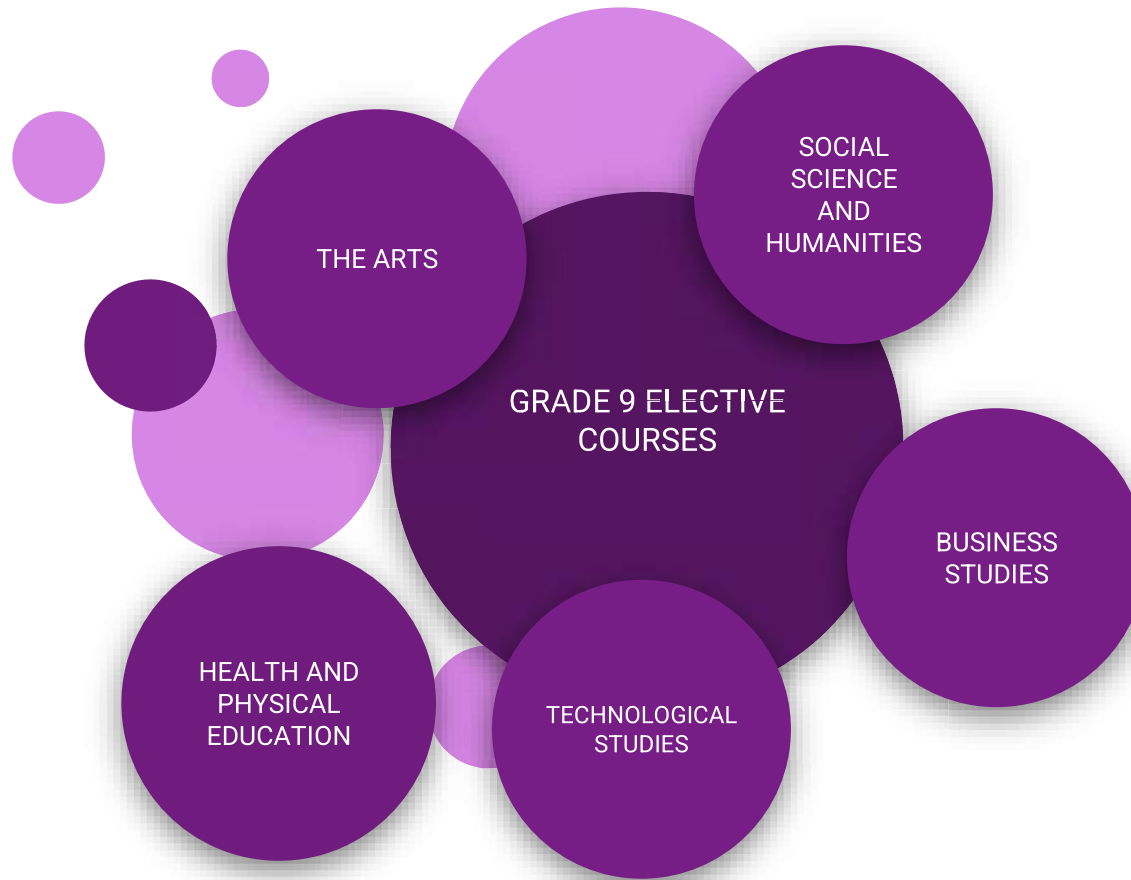 SOCIAL
SCIENCE
AND
HUMANITIES
THE ARTS
GRADE 9 ELECTIVE
COURSES
BUSINESS
STUDIES
HEALTH AND
PHYSICAL
EDUCATION
TECHNOLOGICAL
STUDIES